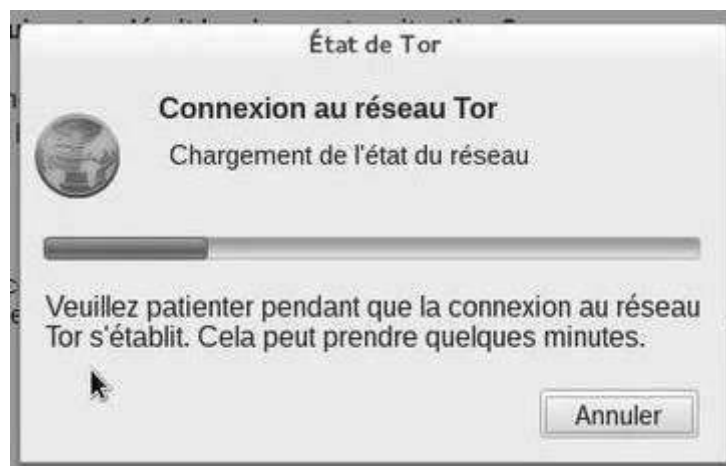 État de Tor
Connexion au réseau Tor
Chargement de l'état du réseau
Veuillez patienter pendant que la connexion au réseau
Tor s'établit. Cela peut prendre quelques minutes.
Annuler